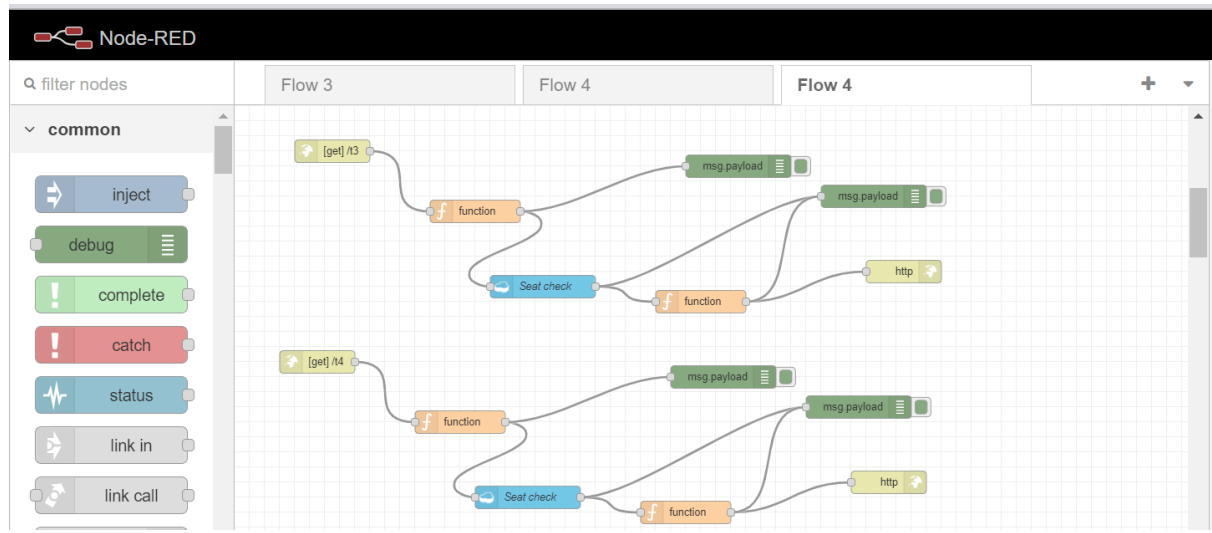 Node-RED
filter nodes
Flow 3
Flow 4
Flow 4
common
inject
debug
complete
catch
status
link in
link call
[get] /t3
function
msg.payload
msg.payload
Seat check
function
http
[get] /t4
function
msg.payload
msg.payload
Seat check
function
http